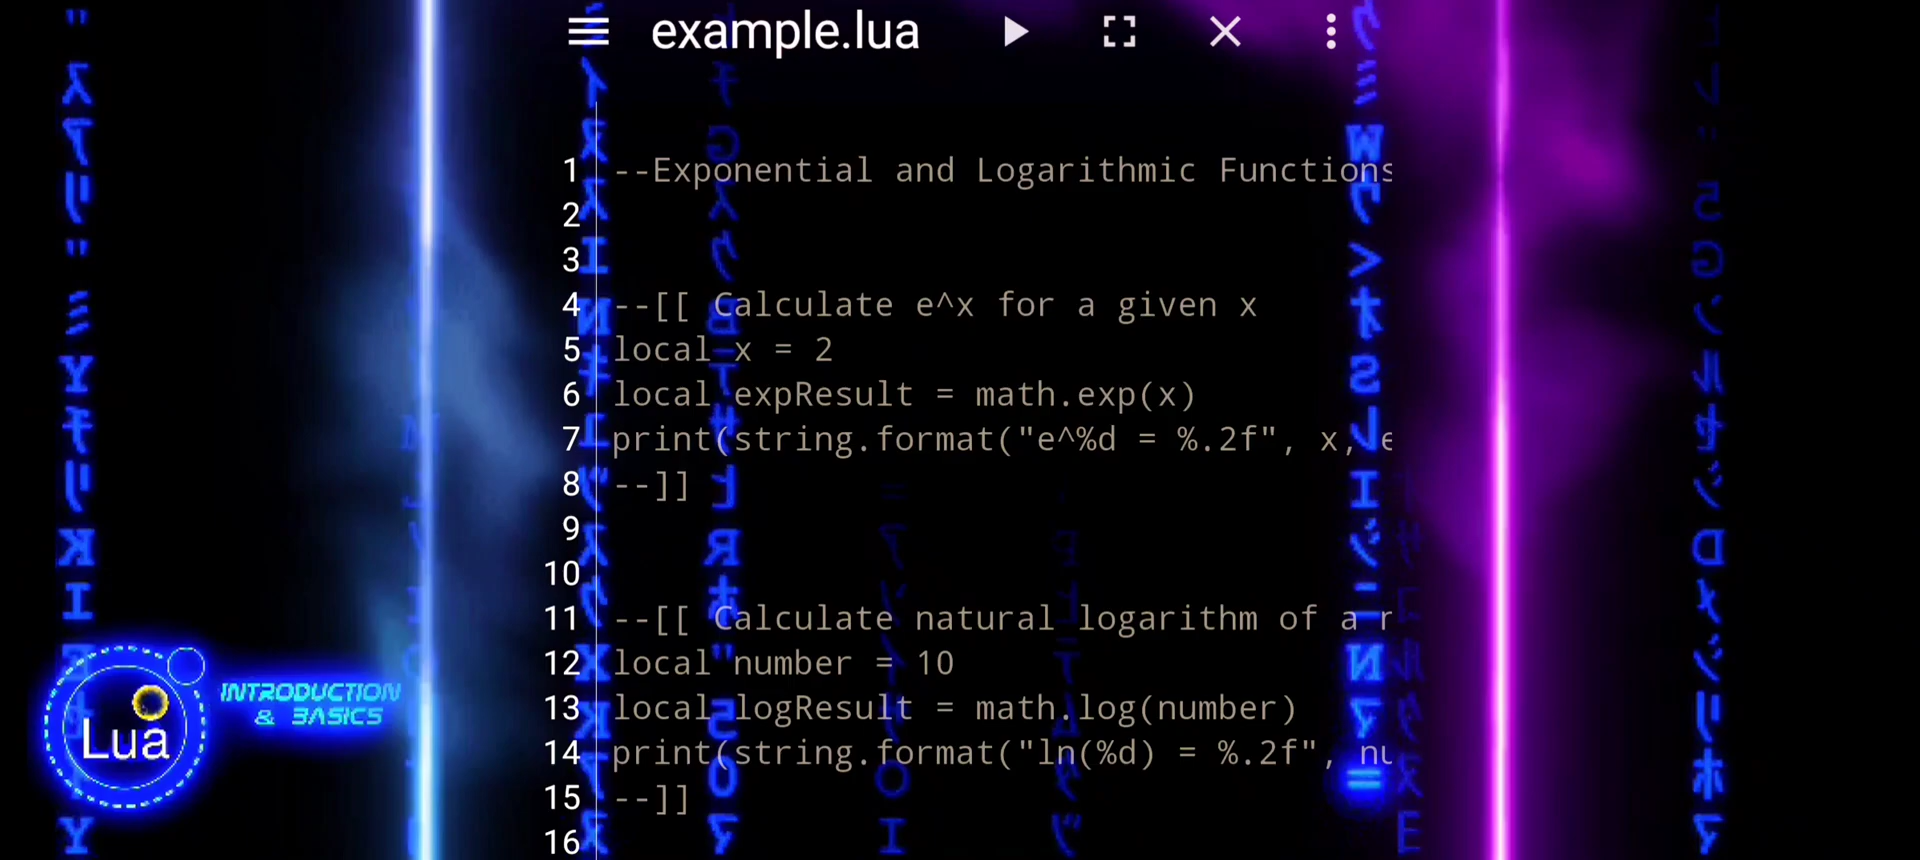 example.lua
1 --Exponential and Logarithmic Functions
2
3
4 --[[ Calculate e^x for a given x
5 local x = 2
6 local expResult = math.exp(x)
7 print(string.format("e^%d = %.2f", x, e
8 --]]
9
10
11 --[[ Calculate natural logarithm of a
12 local number = 10
13 local logResult = math.log(number)
14 print(string.format("ln(%d) = %.2f", nu
15 --]]
16
Lua
INTRODUCTION
& BASICS